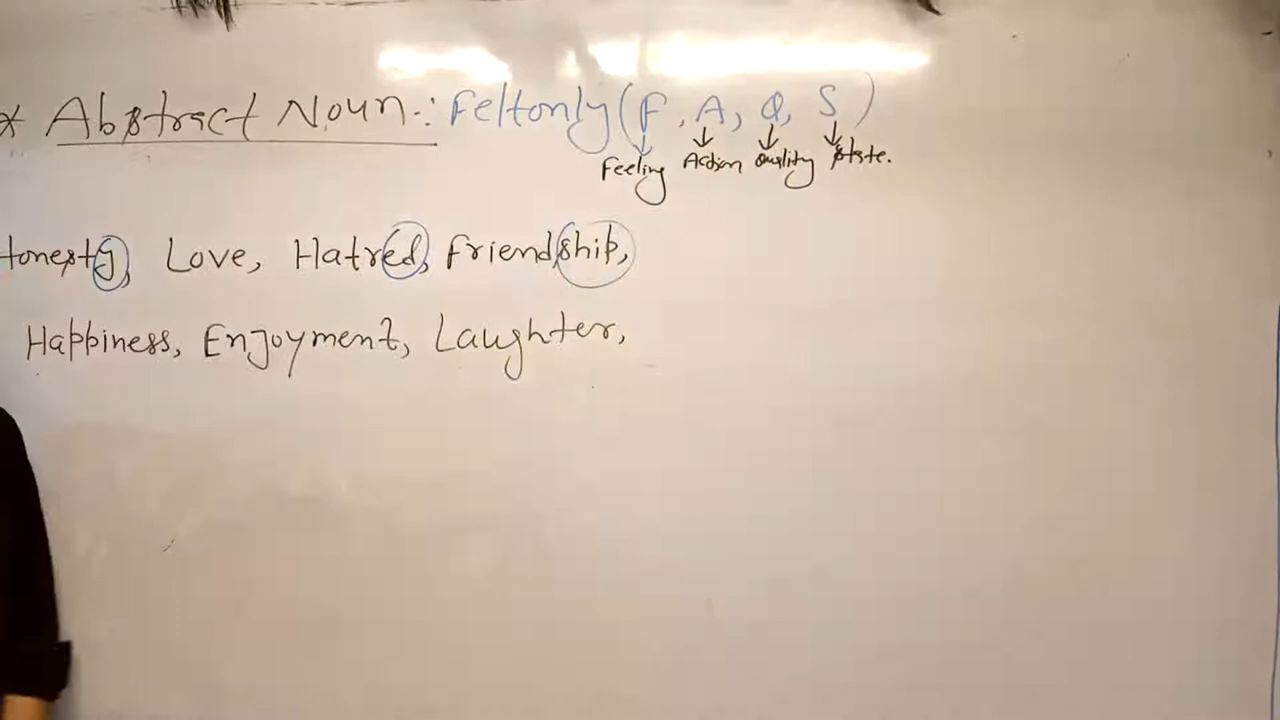 * Abstract Noun.: Feltonly (F, A, Q, S)
Feeling Action Quality State.
Honesty, Love, Hatred, Friendship,
Happiness, Enjoyment, Laughter,